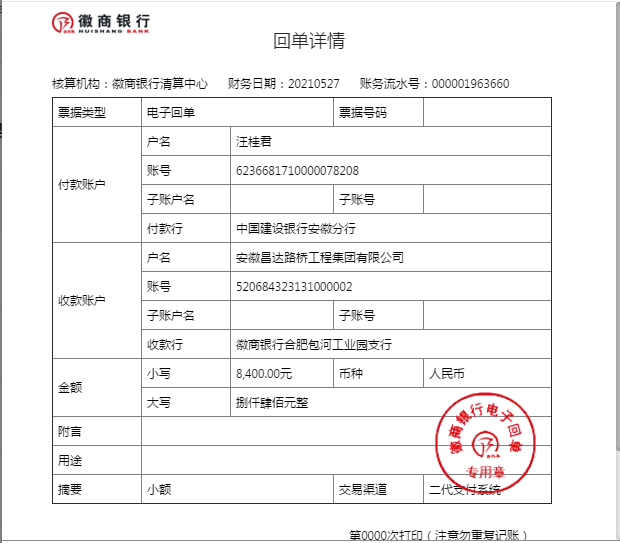 徽商银行
HUISHANG BANK
回单详情
核算机构：徽商银行清算中心 财务日期：20210527 账务流水号：000001963660
票据类型 电子回单 票据号码
付款账户
户名 汪桂君
账号 6236681710000078208
子账户名 子账号
付款行 中国建设银行安徽分行
收款账户
户名 安徽昌达路桥工程集团有限公司
账号 520684323131000002
子账户名 子账号
收款行 徽商银行合肥包河工业园支行
金额
小写 8,400.00元 币种 人民币
大写 捌仟肆佰元整
附言
用途
摘要 小额 交易渠道 二代支付系统
徽商银行电子回单
专用章
第0000次打印（注意勿重复记账）